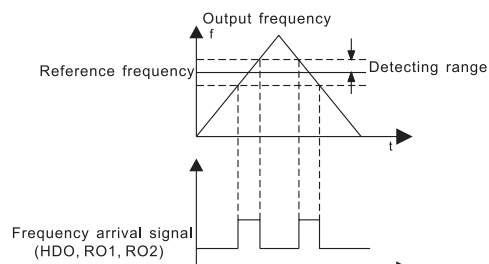 Output frequency
f
Reference frequency
Detecting range
t
Frequency arrival signal
(HDO, RO1, RO2)